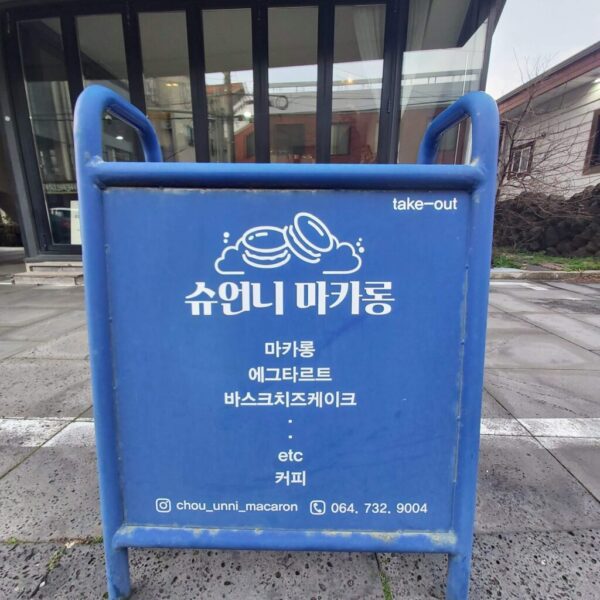 take-out
슈언니 마카롱
마카롱
에그타르트
바스크치즈케이크
.
.
etc
커피
chou_unni_macaron 064. 732. 9004